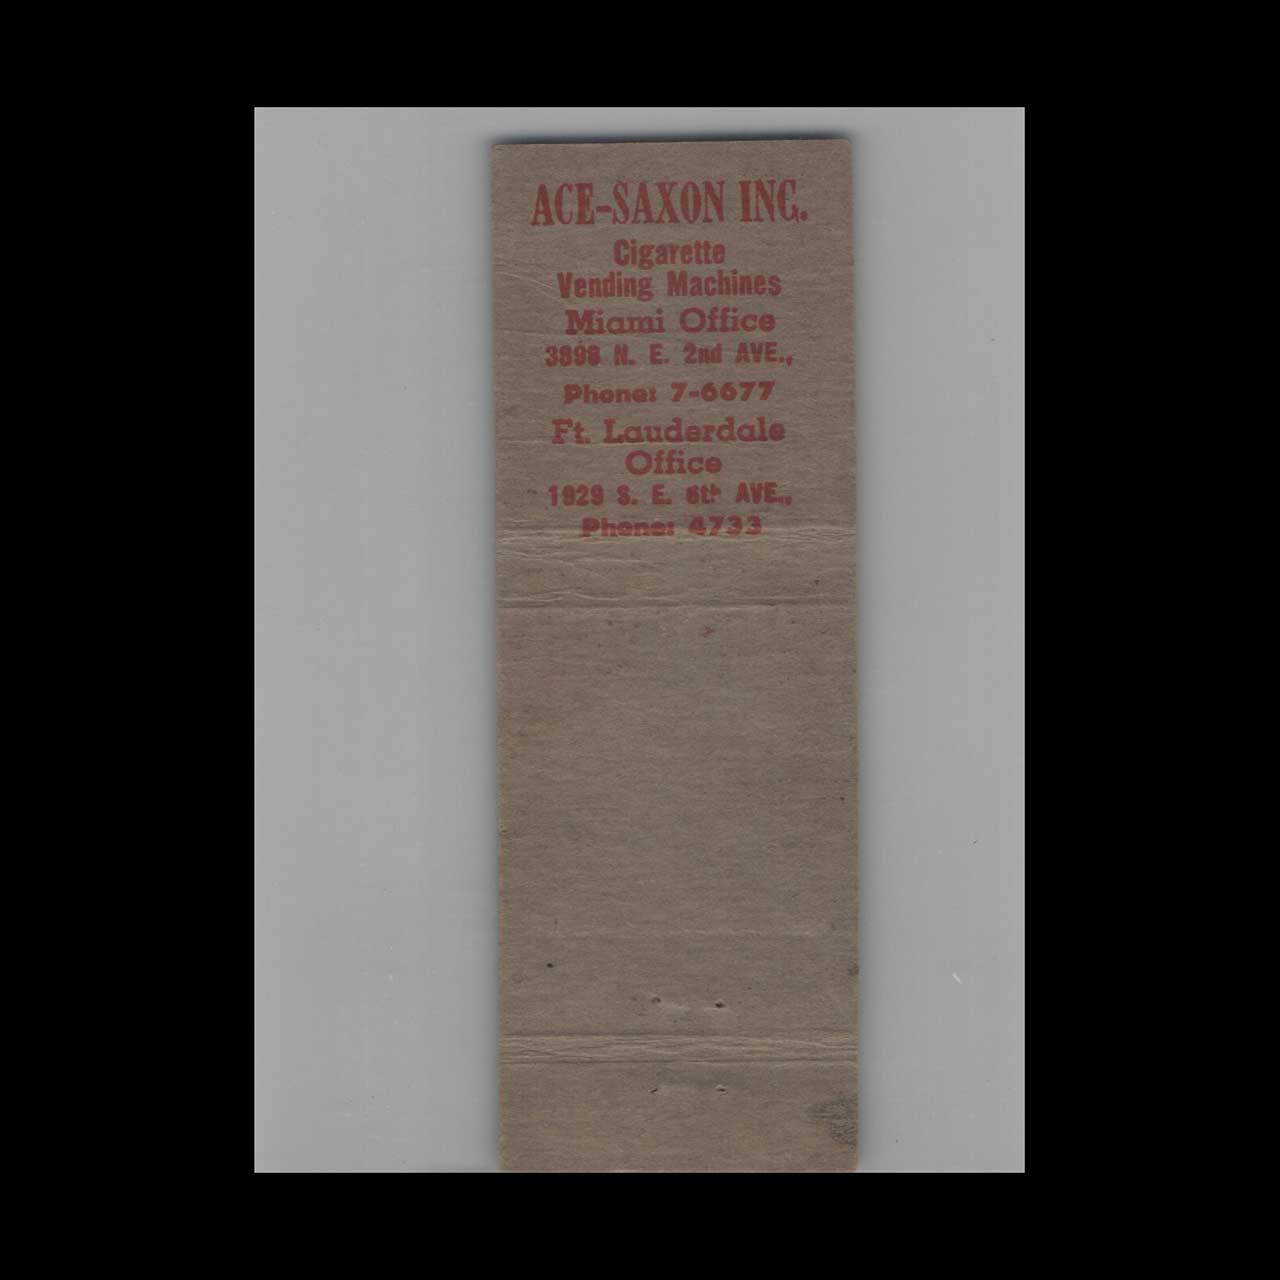 ACE-SAXON INC.
Cigarette
Vending Machines
Miami Office
3898 N. E. 2nd AVE.,
Phone: 7-6677
Ft. Lauderdale
Office
1929 S. E. 6th AVE.,
Phone: 4733